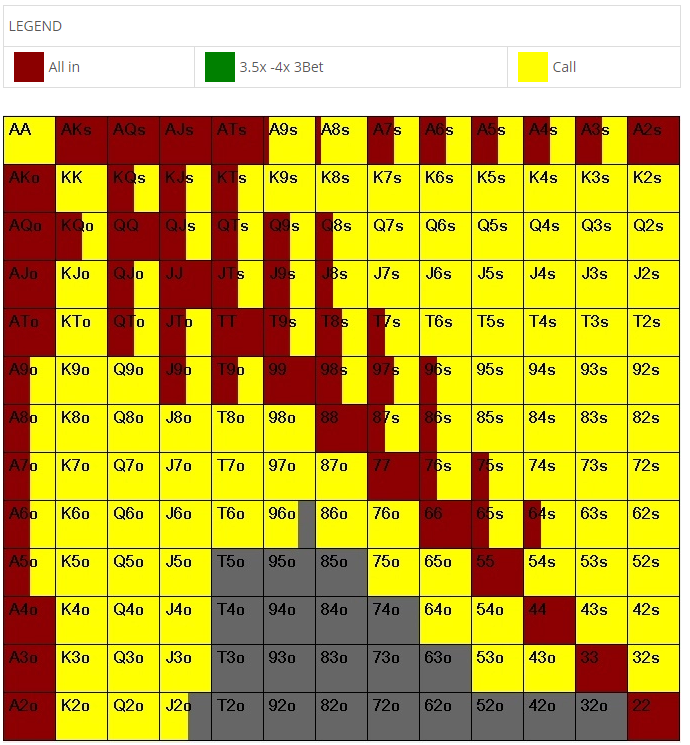 LEGEND
All in 3.5x -4x 3Bet Call
AA AKs AQs AJs ATs A9s A8s A7s A6s A5s A4s A3s A2s
AKo KK KQs KJs KTs K9s K8s K7s K6s K5s K4s K3s K2s
AQo KQo QQ QJs QTs Q9s Q8s Q7s Q6s Q5s Q4s Q3s Q2s
AJo KJo QJo JJ JTs J9s J8s J7s J6s J5s J4s J3s J2s
ATo KTo QTo JTo TT T9s T8s T7s T6s T5s T4s T3s T2s
A9o K9o Q9o J9o T9o 99 98s 97s 96s 95s 94s 93s 92s
A8o K8o Q8o J8o T8o 98o 88 87s 86s 85s 84s 83s 82s
A7o K7o Q7o J7o T7o 97o 87o 77 76s 75s 74s 73s 72s
A6o K6o Q6o J6o T6o 96o 86o 76o 66 65s 64s 63s 62s
A5o K5o Q5o J5o T5o 95o 85o 75o 65o 55 54s 53s 52s
A4o K4o Q4o J4o T4o 94o 84o 74o 64o 54o 44 43s 42s
A3o K3o Q3o J3o T3o 93o 83o 73o 63o 53o 43o 33 32s
A2o K2o Q2o J2o T2o 92o 82o 72o 62o 52o 42o 32o 22